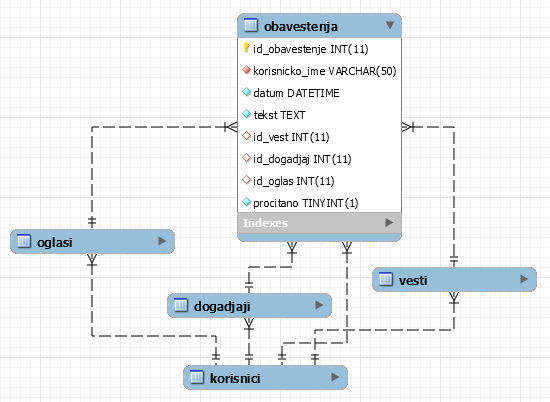 obavestenja
id_obavestenje INT(11)
korisnicko_ime VARCHAR(50)
datum DATETIME
tekst TEXT
id_vest INT(11)
id_dogadjaj INT(11)
id_oglas INT(11)
procitano TINYINT(1)
Indexes
oglasi
vesti
dogadjaji
korisnici